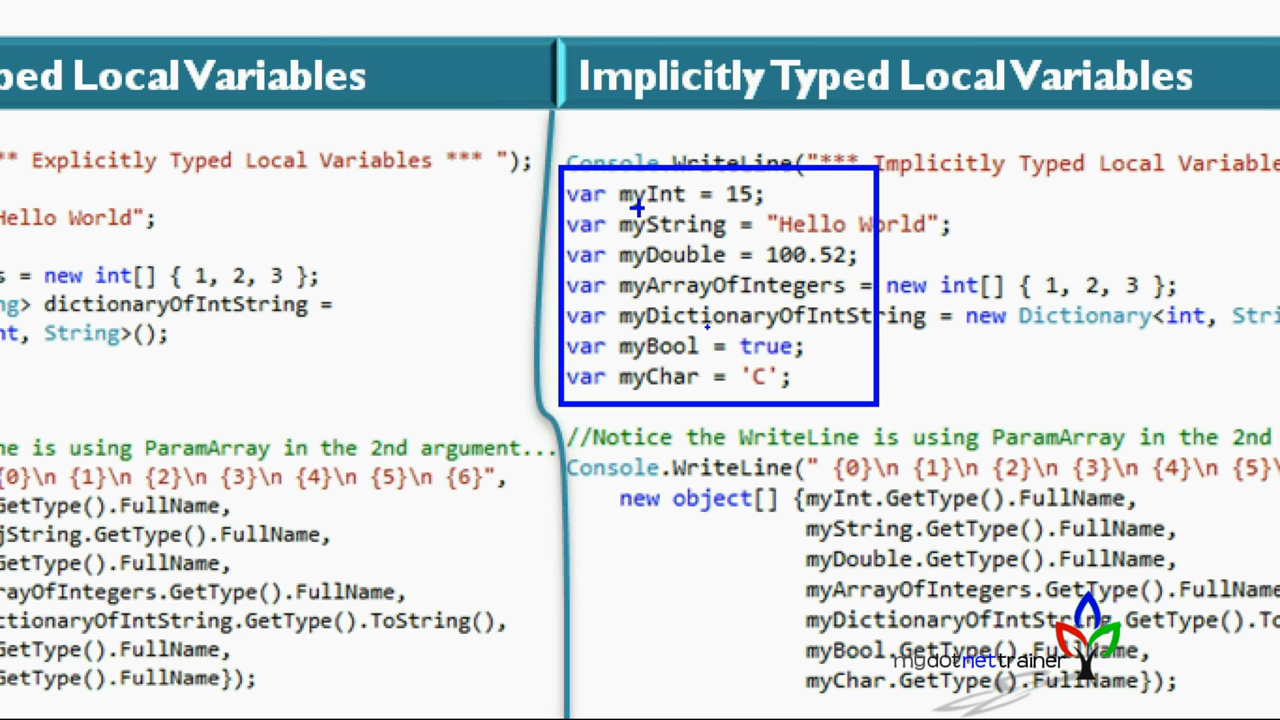 ped Local Variables
Implicitly Typed Local Variables
** Explicitly Typed Local Variables *** ");
Hello World";
s = new int[] { 1, 2, 3 };
ng> dictionaryOfIntString =
nt, String>();
ne is using ParamArray in the 2nd argument...
{0}\n {1}\n {2}\n {3}\n {4}\n {5}\n {6}",
GetType().FullName,
jString.GetType().FullName,
GetType().FullName,
rayOfIntegers.GetType().FullName,
ctionaryOfIntString.GetType().ToString(),
GetType().FullName,
GetType().FullName});
Console.WriteLine("*** Implicitly Typed Local Variable
var myInt = 15;
var myString = "Hello World";
var myDouble = 100.52;
var myArrayOfIntegers = new int[] { 1, 2, 3 };
var myDictionaryOfIntString = new Dictionary<int, Stri
var myBool = true;
var myChar = 'C';
//Notice the WriteLine is using ParamArray in the 2nd
Console.WriteLine(" {0}\n {1}\n {2}\n {3}\n {4}\n {5}\
new object[] {myInt.GetType().FullName,
myString.GetType().FullName,
myDouble.GetType().FullName,
myArrayOfIntegers.GetType().FullName
myDictionaryOfIntString.GetType().To
myBool.GetType().FullName,
myChar.GetType().FullName});
mydotnettrainer